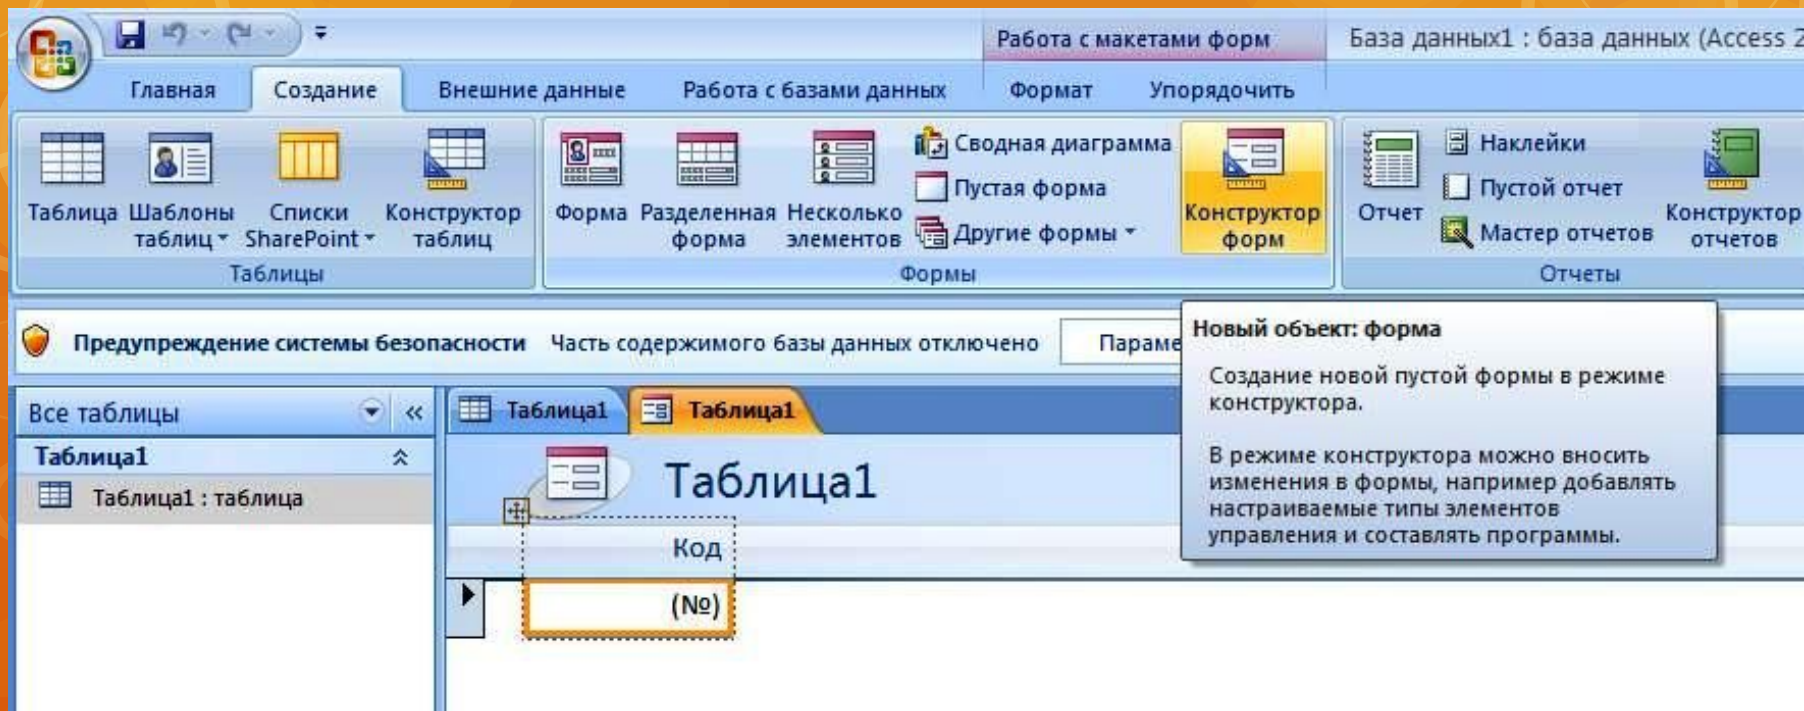 Работа с макетами форм
База данных1 : база данных (Access 2
Главная Создание Внешние данные Работа с базами данных Формат Упорядочить
Таблица
Шаблоны
таблиц
Списки
SharePoint
Конструктор
таблиц
Таблицы
Форма
Разделенная
форма
Несколько
элементов
Сводная диаграмма
Пустая форма
Другие формы
Конструктор
форм
Формы
Отчет
Наклейки
Пустой отчет
Мастер отчетов
Конструктор
отчетов
Отчеты
Предупреждение системы безопасности Часть содержимого базы данных отключено Параме
Новый объект: форма
Создание новой пустой формы в режиме
конструктора.
В режиме конструктора можно вносить
изменения в формы, например добавлять
настраиваемые типы элементов
управления и составлять программы.
Все таблицы
Таблица1
Таблица1 : таблица
Таблица1 Таблица1
Таблица1
Код
(№)